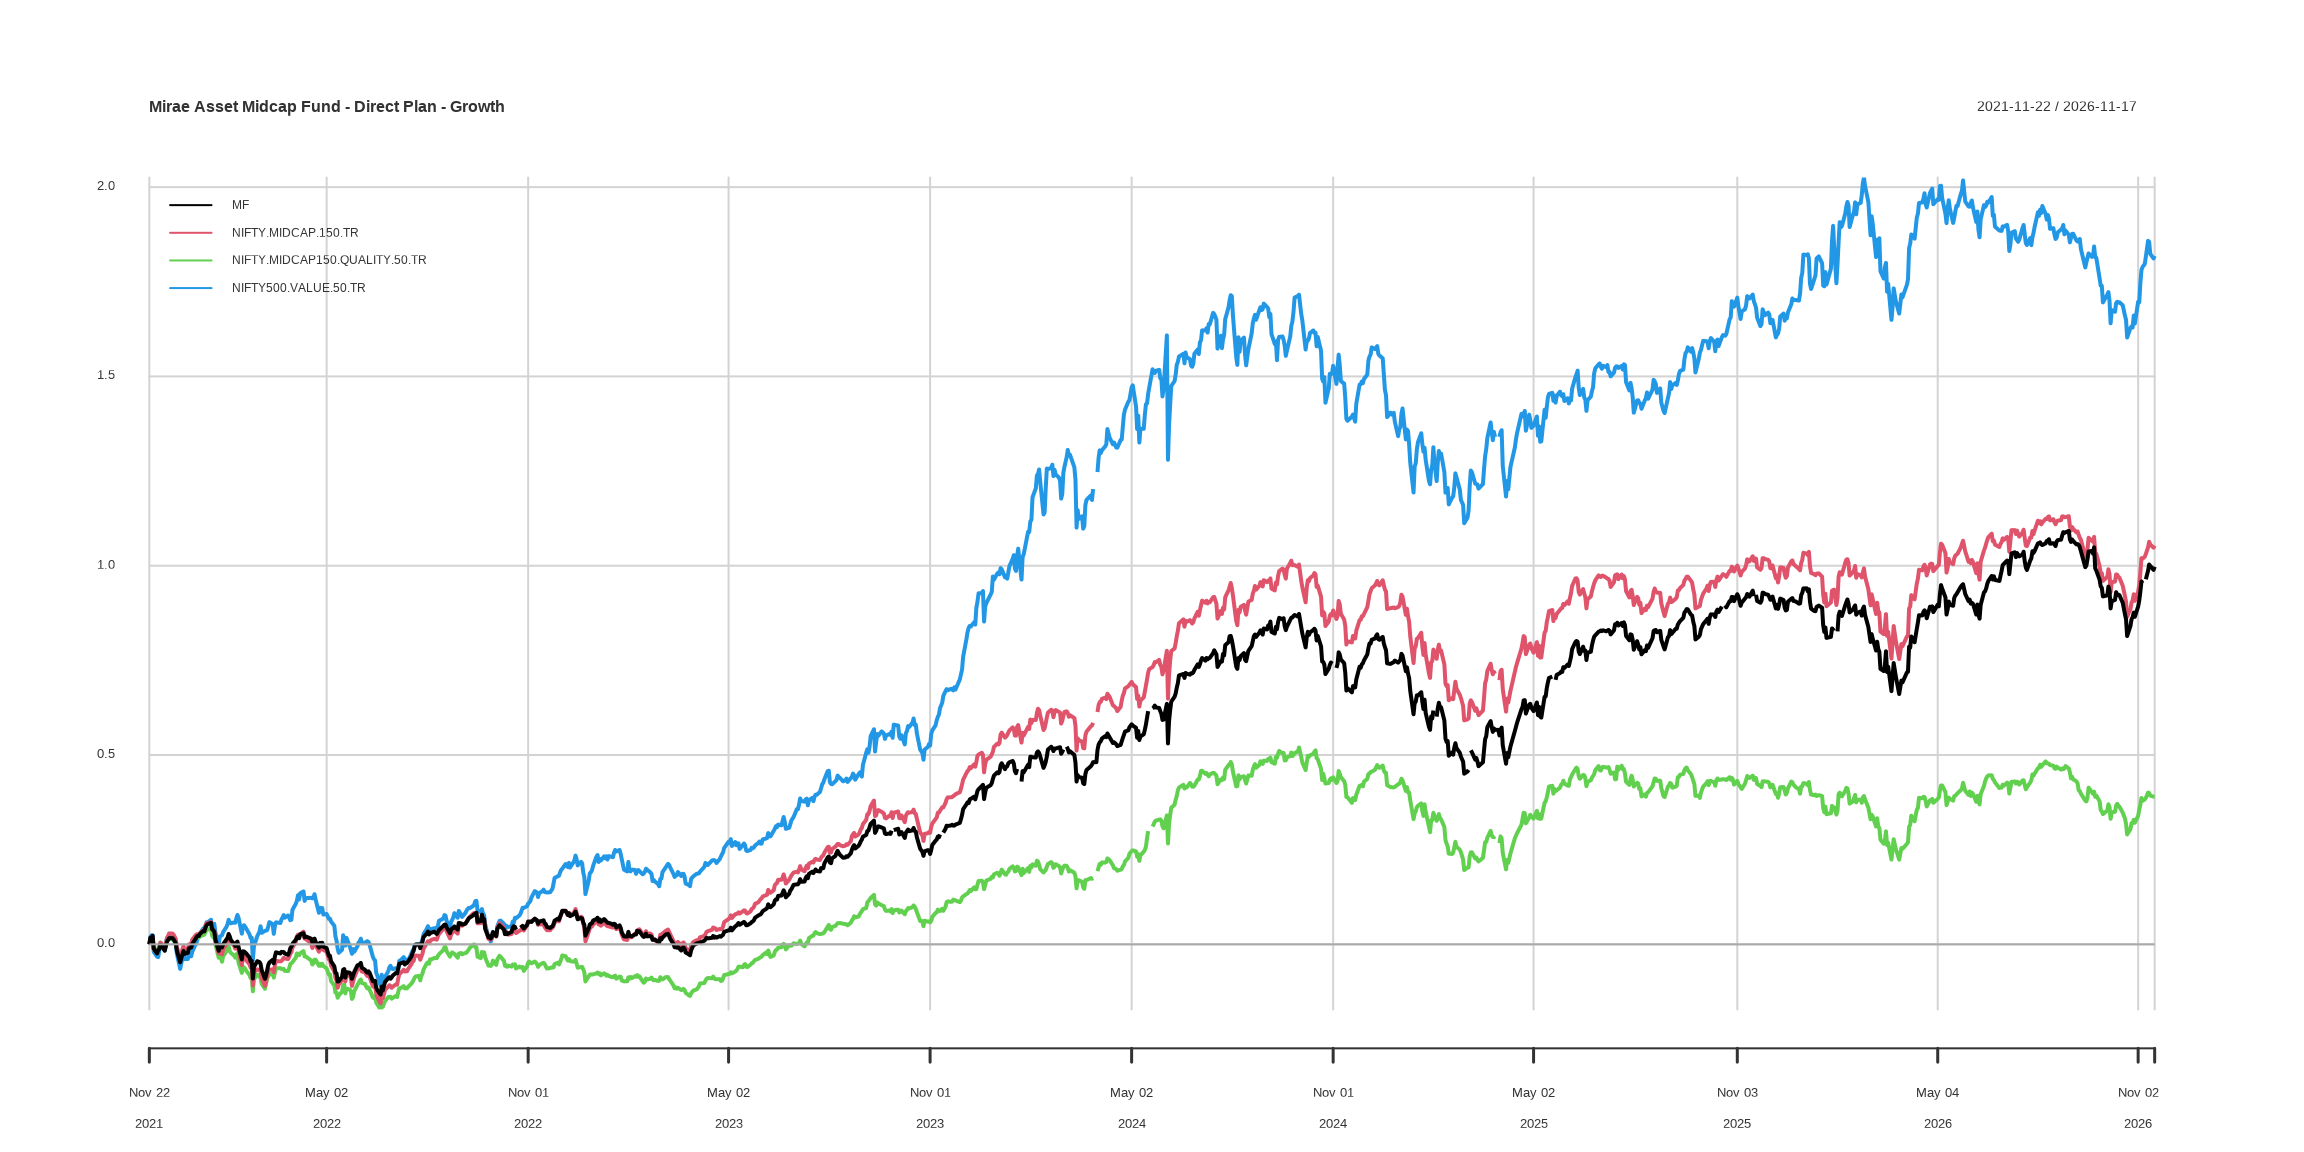 Mirae Asset Midcap Fund - Direct Plan - Growth
2021-11-22 / 2026-11-17
2.0
1.5
1.0
0.5
0.0
MF
NIFTY.MIDCAP.150.TR
NIFTY.MIDCAP150.QUALITY.50.TR
NIFTY500.VALUE.50.TR
Nov 22 May 02 Nov 01 May 02 Nov 01 May 02 Nov 01 May 02 Nov 03 May 04 Nov 02
2021 2022 2022 2023 2023 2024 2024 2025 2025 2026 2026